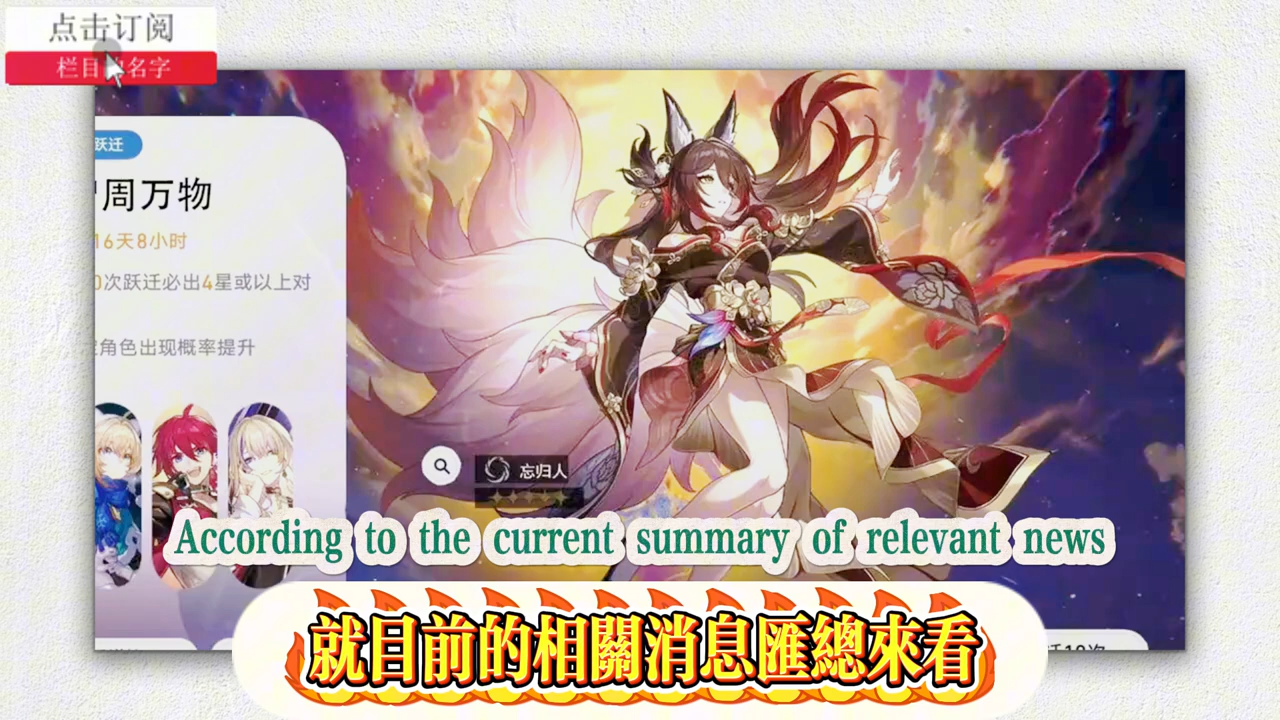 点击订阅
栏目的名字
跃迁
宇周万物
16天8小时
0次跃迁必出4星或以上对
角色出现概率提升
忘归人
According to the current summary of relevant news
就目前的相關消息匯總來看